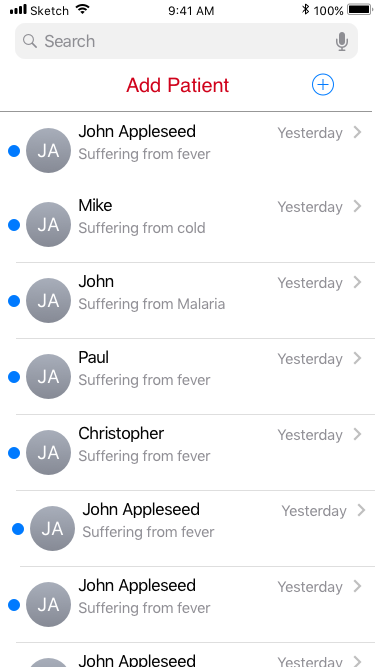 Sketch 9:41 AM 100%
Search
Add Patient
John Appleseed Yesterday
JA
Suffering from fever
Mike Yesterday
JA
Suffering from cold
John Yesterday
JA
Suffering from Malaria
Paul Yesterday
JA
Suffering from fever
Christopher Yesterday
JA
Suffering from fever
John Appleseed Yesterday
JA
Suffering from fever
John Appleseed Yesterday
JA
Suffering from fever
John Appleseed Yesterday